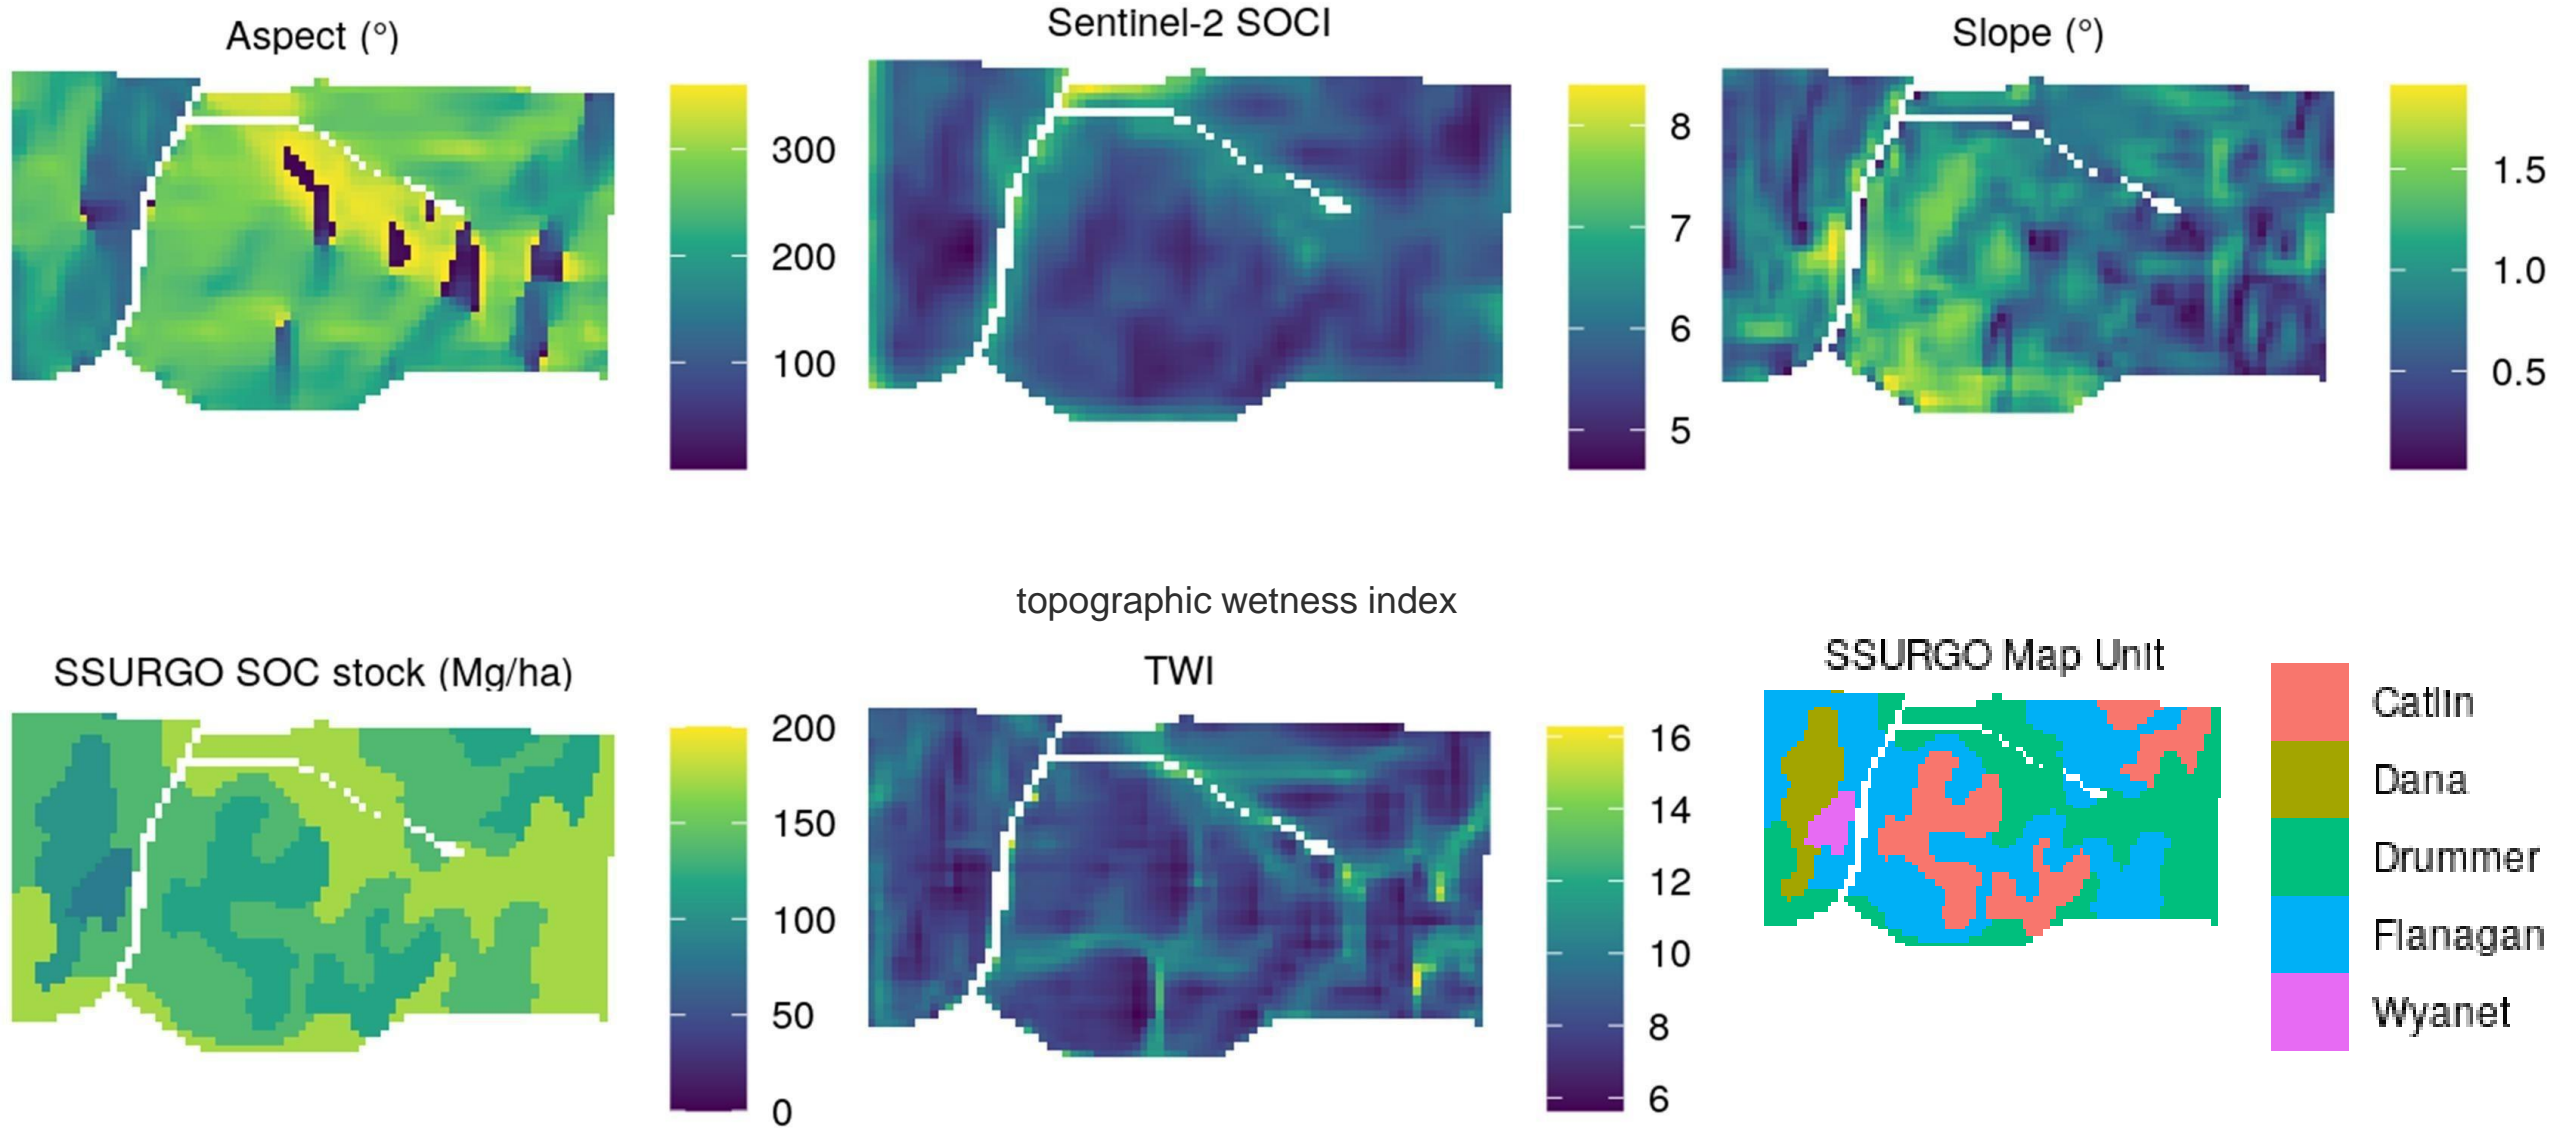 Aspect (°)
300
200
100
Sentinel-2 SOCI
8
7
6
5
Slope (°)
1.5
1.0
0.5
SSURGO SOC stock (Mg/ha)
200
150
100
50
0
topographic wetness index
TWI
16
14
12
10
8
6
SSURGO Map Unit
Catlin
Dana
Drummer
Flanagan
Wyanet